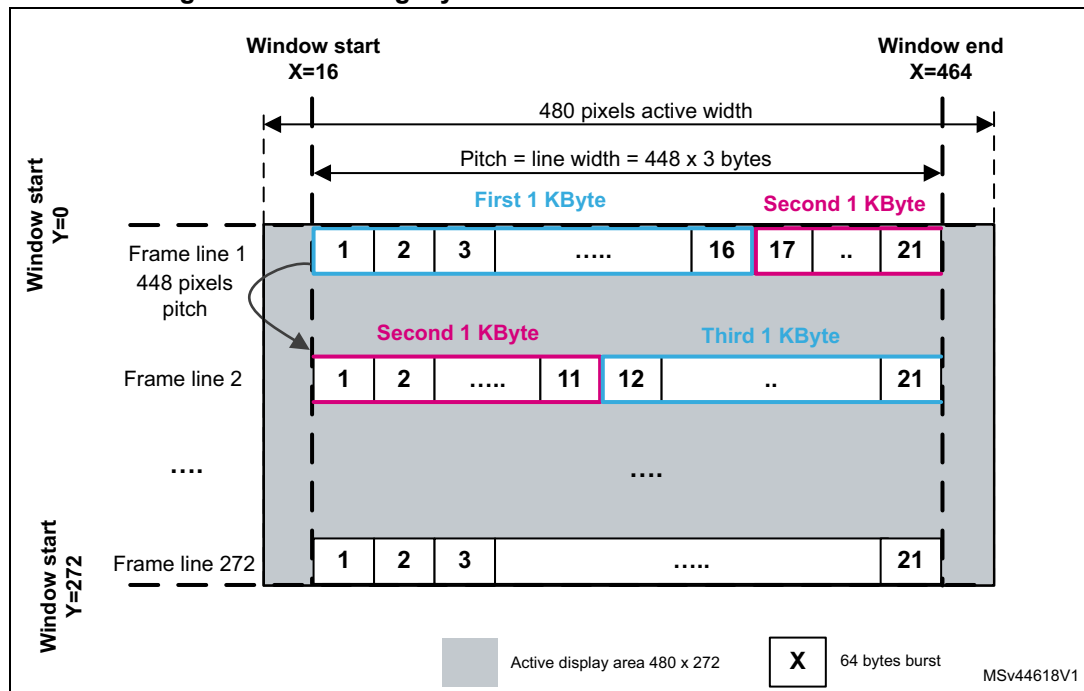 Window start
X=16
Window end
X=464
480 pixels active width
Pitch = line width = 448 x 3 bytes
First 1 KByte
Second 1 KByte
Window start
Y=0
Frame line 1
448 pixels
pitch
1 2 3 ..... 16 17 .. 21
Second 1 KByte
Third 1 KByte
Frame line 2
1 2 ..... 11 12 .. 21
.... ....
Window start
Y=272
Frame line 272
1 2 3 ..... 21
Active display area 480 x 272
X
64 bytes burst
MSv44618V1